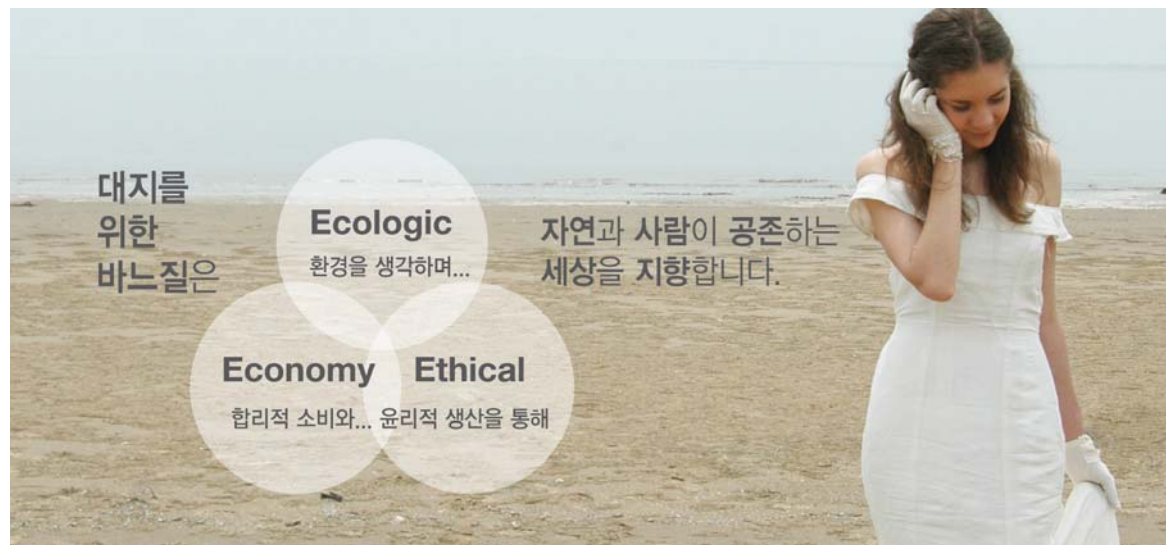 대지를
위한
바느질은
Ecologic
환경을 생각하며...
Economy
합리적 소비와...
Ethical
윤리적 생산을 통해
자연과 사람이 공존하는
세상을 지향합니다.